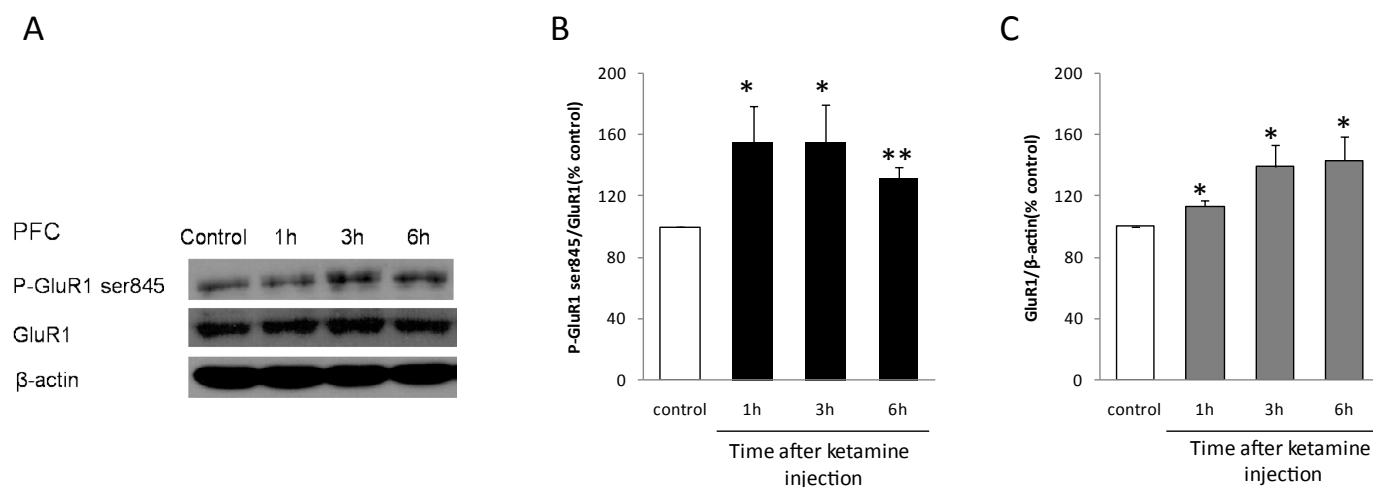 A
PFC
Control 1h 3h 6h
P-GluR1 ser845
GluR1
β-actin
B
P-GluR1 ser845/GluR1(% control)
200
160
120
80
40
0
*
*
**
control 1h 3h 6h
Time after ketamine
injection
C
GluR1/β-actin(% control)
200
160
120
80
40
0
*
*
*
control 1h 3h 6h
Time after ketamine
injection